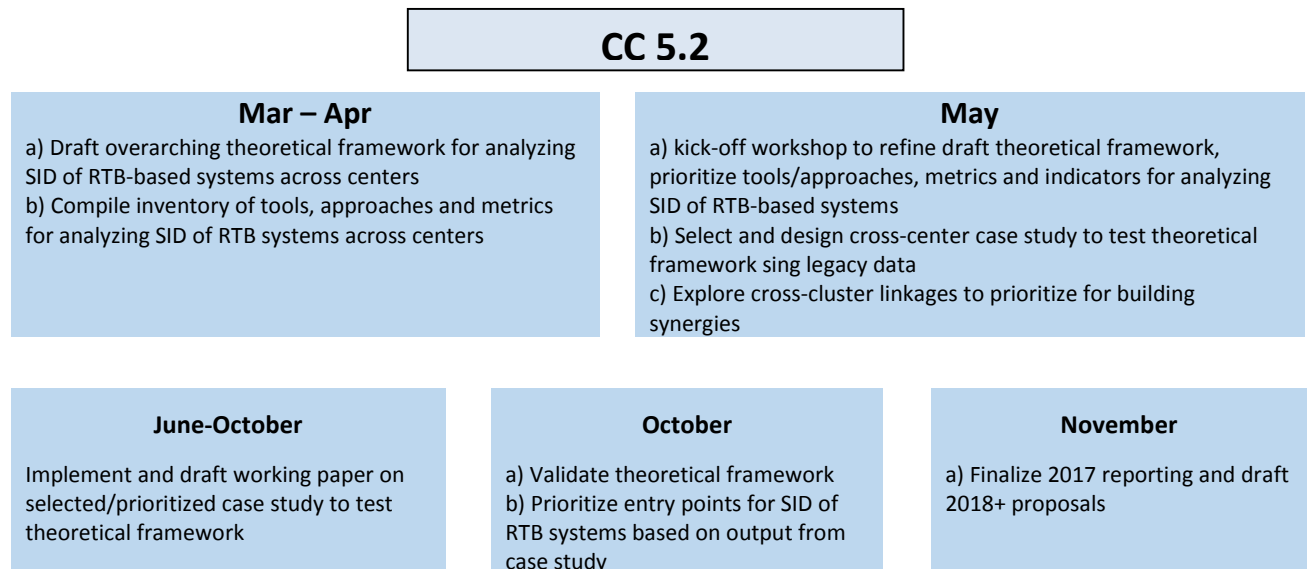 CC 5.2
Mar – Apr
a) Draft overarching theoretical framework for analyzing
SID of RTB-based systems across centers
b) Compile inventory of tools, approaches and metrics
for analyzing SID of RTB systems across centers
May
a) kick-off workshop to refine draft theoretical framework,
prioritize tools/approaches, metrics and indicators for analyzing
SID of RTB-based systems
b) Select and design cross-center case study to test theoretical
framework sing legacy data
c) Explore cross-cluster linkages to prioritize for building
synergies
June-October
Implement and draft working paper on
selected/prioritized case study to test
theoretical framework
October
a) Validate theoretical framework
b) Prioritize entry points for SID of
RTB systems based on output from
case study
November
a) Finalize 2017 reporting and draft
2018+ proposals